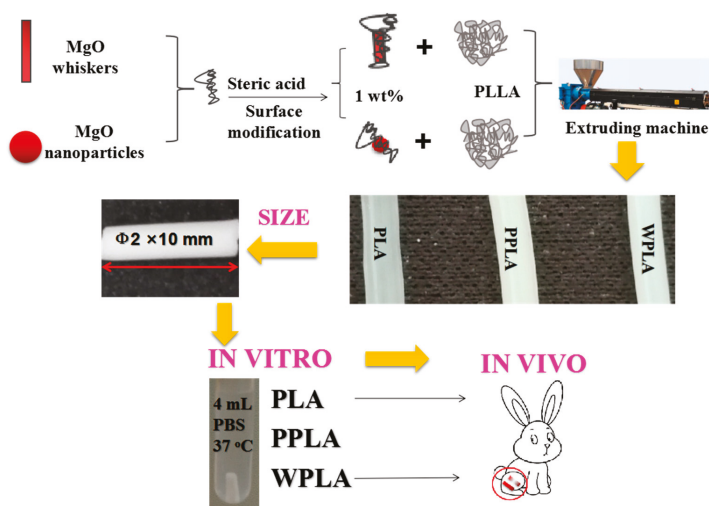 MgO
whiskers
MgO
nanoparticles
Steric acid
Surface
modification
1 wt%
+
+
PLLA
Extruding machine
SIZE
Φ2 ×10 mm
PLA
PPLA
WPLA
IN VITRO
IN VIVO
4 mL
PBS
37 °C
PLA
PPLA
WPLA